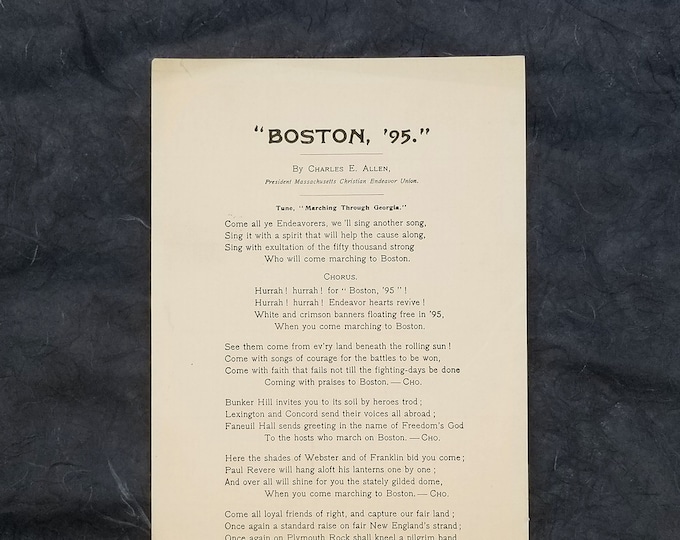 "BOSTON, '95."
By Charles E. Allen,
President Massachusetts Christian Endeavor Union.
Tune, "Marching Through Georgia."
Come all ye Endeavorers, we'll sing another song,
Sing it with a spirit that will help the cause along,
Sing with exultation of the fifty thousand strong
Who will come marching to Boston.
Chorus.
Hurrah! hurrah! for "Boston, '95"!
Hurrah! hurrah! Endeavor hearts revive!
White and crimson banners floating free in '95,
When you come marching to Boston.
See them come from ev'ry land beneath the rolling sun!
Come with songs of courage for the battles to be won,
Come with faith that fails not till the fighting-days be done
Coming with praises to Boston.—Cho.
Bunker Hill invites you to its soil by heroes trod;
Lexington and Concord send their voices all abroad;
Faneuil Hall sends greeting in the name of Freedom's God
To the hosts who march on Boston.—Cho.
Here the shades of Webster and of Franklin bid you come;
Paul Revere will hang aloft his lanterns one by one;
And over all will shine for you the stately gilded dome,
When you come marching to Boston.—Cho.
Come all loyal friends of right, and capture our fair land;
Once again a standard raise on fair New England's strand;
Once again on Plymouth Rock shall kneel a pilgrim band